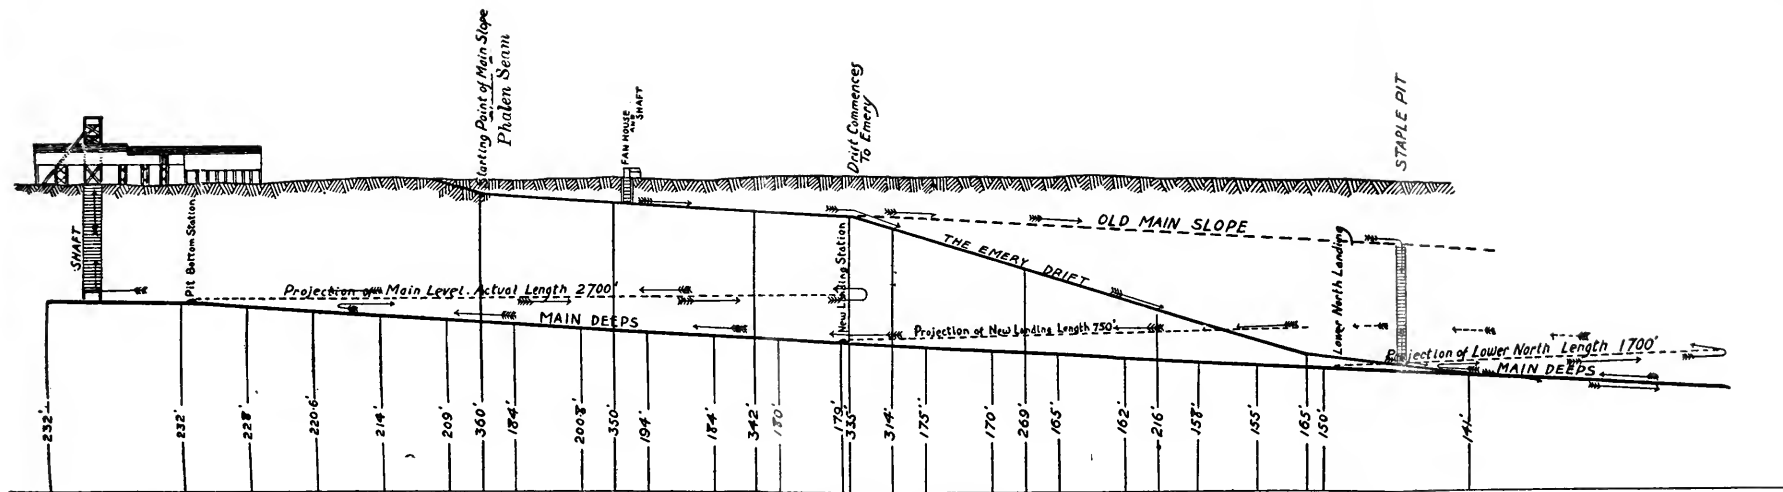 Starting Point of Main Slope
Phalen Seam
FAN HOUSE
AND
SHAFT
Drift Commences
To Emery
STAPLE PIT
SHAFT
Pit Bottom Station
New Landing Station
OLD MAIN SLOPE
Lower North Landing
THE EMERY DRIFT
Projection of Main Level. Actual Length 2700'
MAIN DEEPS
Projection of New Landing Length 750'
Projection of Lower North Length 1700'
MAIN DEEPS
232'
232'
228'
220.6'
214'
209'
360'
184'
200.8'
350'
194'
184'
342'
180'
179'
335'
314'
175'
170'
269'
165'
162'
216'
158'
155'
165'
150'
141'